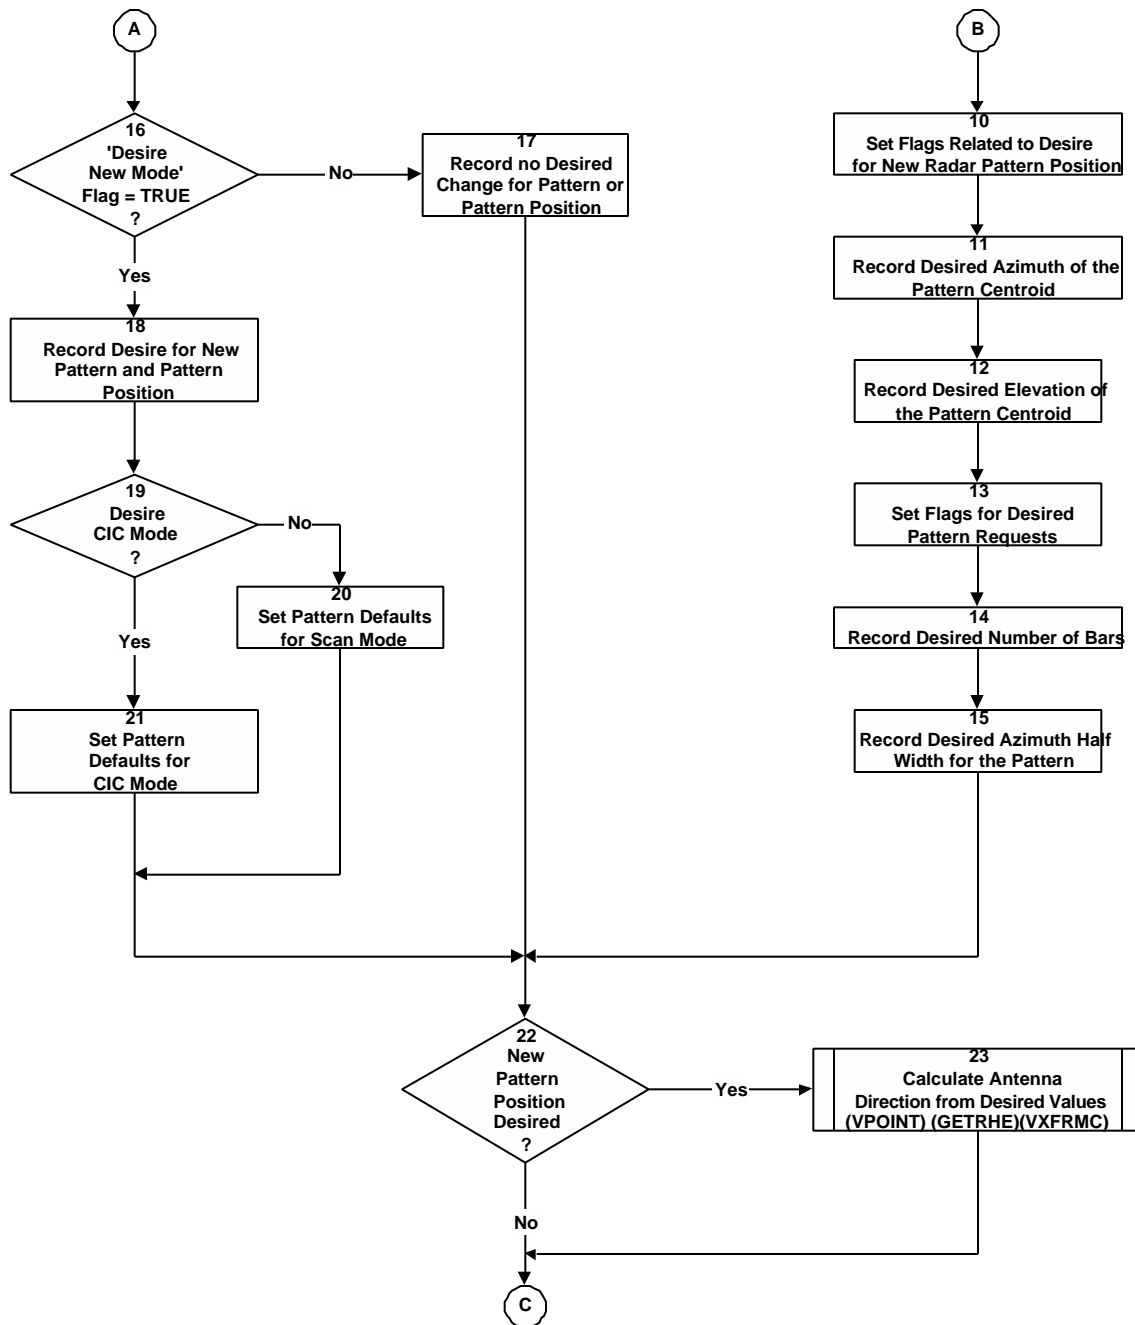 A
16
'Desire
New Mode'
Flag = TRUE
?
No
17
Record no Desired
Change for Pattern or
Pattern Position
Yes
18
Record Desire for New
Pattern and Pattern
Position
19
Desire
CIC Mode
?
No
20
Set Pattern Defaults
for Scan Mode
Yes
21
Set Pattern
Defaults for
CIC Mode
B
10
Set Flags Related to Desire
for New Radar Pattern Position
11
Record Desired Azimuth of the
Pattern Centroid
12
Record Desired Elevation of
the Pattern Centroid
13
Set Flags for Desired
Pattern Requests
14
Record Desired Number of Bars
15
Record Desired Azimuth Half
Width for the Pattern
22
New
Pattern
Position
Desired
?
Yes
23
Calculate Antenna
Direction from Desired Values
(VPOINT) (GETRHE)(VXFRMC)
No
C